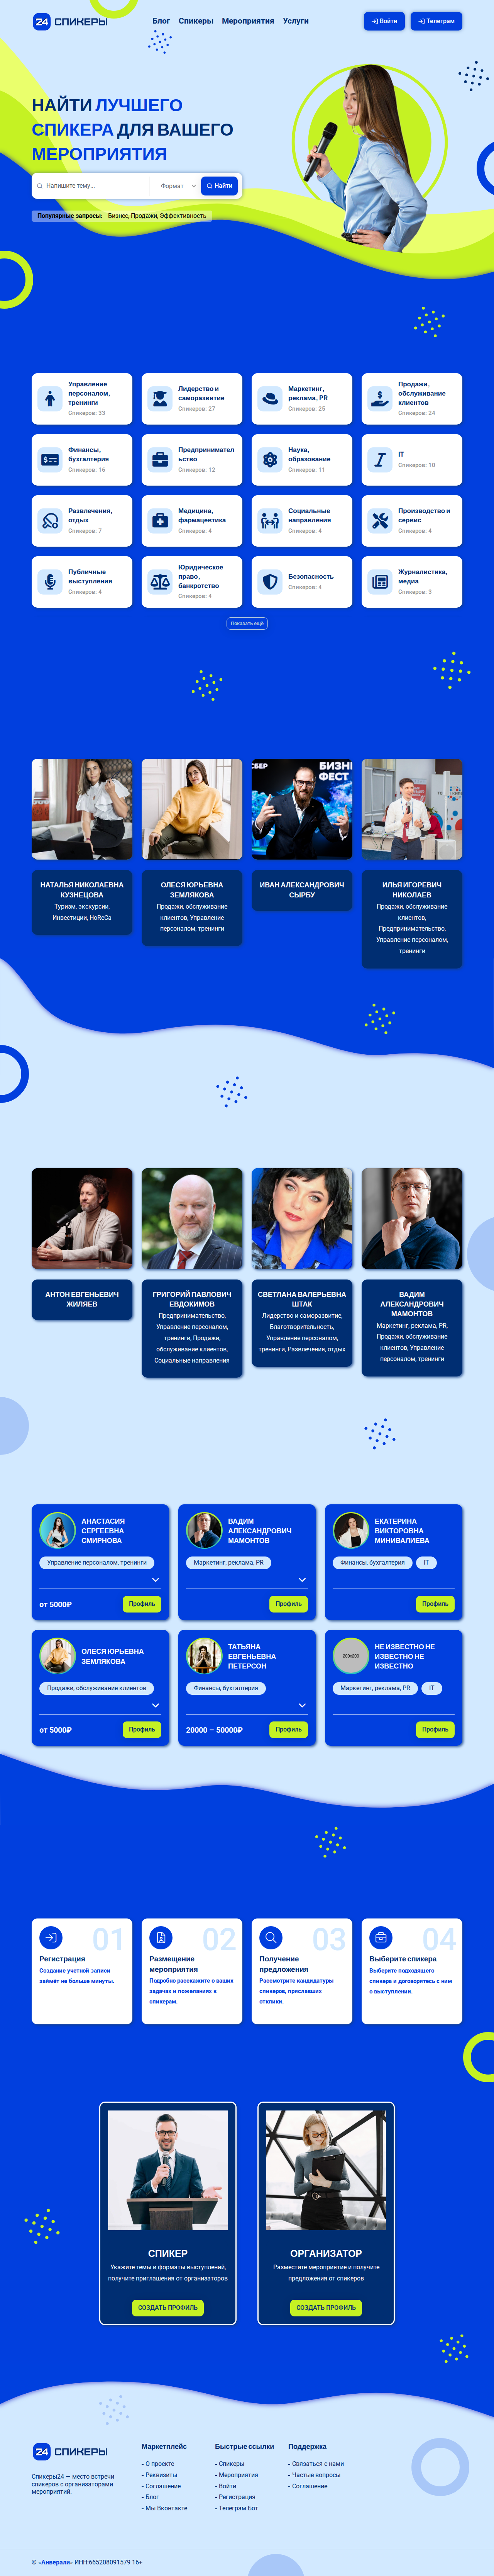 24 СПИКЕРЫ
Блог Спикеры Мероприятия Услуги
Войти
Телеграм
НАЙТИ ЛУЧШЕГО
СПИКЕРА ДЛЯ ВАШЕГО
МЕРОПРИЯТИЯ
Напишите тему...
Формат
Найти
Популярные запросы: Бизнес, Продажи, Эффективность
Управление
персоналом,
тренинги
Спикеров: 33
Лидерство и
саморазвитие
Спикеров: 27
Маркетинг,
реклама, PR
Спикеров: 25
Продажи,
обслуживание
клиентов
Спикеров: 24
Финансы,
бухгалтерия
Спикеров: 16
Предпринимател
ьство
Спикеров: 12
Наука,
образование
Спикеров: 11
IT
Спикеров: 10
Развлечения,
отдых
Спикеров: 7
Медицина,
фармацевтика
Спикеров: 4
Социальные
направления
Спикеров: 4
Производство и
сервис
Спикеров: 4
Публичные
выступления
Спикеров: 4
Юридическое
право,
банкротство
Спикеров: 4
Безопасность
Спикеров: 4
Журналистика,
медиа
Спикеров: 3
Показать ещё
СБЕР
БИЗНЕ
ФЕСТ
НАТАЛЬЯ НИКОЛАЕВНА
КУЗНЕЦОВА
Туризм, экскурсии,
Инвестиции, HoReCa
ОЛЕСЯ ЮРЬЕВНА
ЗЕМЛЯКОВА
Продажи, обслуживание
клиентов, Управление
персоналом, тренинги
ИВАН АЛЕКСАНДРОВИЧ
СЫРБУ
ИЛЬЯ ИГОРЕВИЧ
НИКОЛАЕВ
Продажи, обслуживание
клиентов,
Предпринимательство,
Управление персоналом,
тренинги
АНТОН ЕВГЕНЬЕВИЧ
ЖИЛЯЕВ
ГРИГОРИЙ ПАВЛОВИЧ
ЕВДОКИМОВ
Предпринимательство,
Управление персоналом,
тренинги, Продажи,
обслуживание клиентов,
Социальные направления
СВЕТЛАНА ВАЛЕРЬЕВНА
ШТАК
Лидерство и саморазвитие,
Благотворительность,
Управление персоналом,
тренинги, Развлечения, отдых
ВАДИМ
АЛЕКСАНДРОВИЧ
МАМОНТОВ
Маркетинг, реклама, PR,
Продажи, обслуживание
клиентов, Управление
персоналом, тренинги
АНАСТАСИЯ
СЕРГЕЕВНА
СМИРНОВА
Управление персоналом, тренинги
от 5000₽
Профиль
ВАДИМ
АЛЕКСАНДРОВИЧ
МАМОНТОВ
Маркетинг, реклама, PR
Профиль
ЕКАТЕРИНА
ВИКТОРОВНА
МИНИВАЛИЕВА
Финансы, бухгалтерия IT
Профиль
ОЛЕСЯ ЮРЬЕВНА
ЗЕМЛЯКОВА
Продажи, обслуживание клиентов
от 5000₽
Профиль
ТАТЬЯНА
ЕВГЕНЬЕВНА
ПЕТЕРСОН
Финансы, бухгалтерия
20000 – 50000₽
Профиль
200x200
НЕ ИЗВЕСТНО НЕ
ИЗВЕСТНО НЕ
ИЗВЕСТНО
Маркетинг, реклама, PR IT
Профиль
01
Регистрация
Создание учетной записи
займёт не больше минуты.
02
Размещение
мероприятия
Подробно расскажите о ваших
задачах и пожеланиях к
спикерам.
03
Получение
предложения
Рассмотрите кандидатуры
спикеров, приславших
отклики.
04
Выберите спикера
Выберите подходящего
спикера и договоритесь с ним
о выступлении.
СПИКЕР
Укажите темы и форматы выступлений,
получите приглашения от организаторов
СОЗДАТЬ ПРОФИЛЬ
ОРГАНИЗАТОР
Разместите мероприятие и получите
предложения от спикеров
СОЗДАТЬ ПРОФИЛЬ
24 СПИКЕРЫ
Спикеры24 — место встречи
спикеров с организаторами
мероприятий.
Маркетплейс
- О проекте
- Реквизиты
- Соглашение
- Блог
- Мы Вконтакте
Быстрые ссылки
- Спикеры
- Мероприятия
- Войти
- Регистрация
- Телеграм Бот
Поддержка
- Связаться с нами
- Частые вопросы
- Соглашение
© «Анверали» ИНН:665208091579 16+